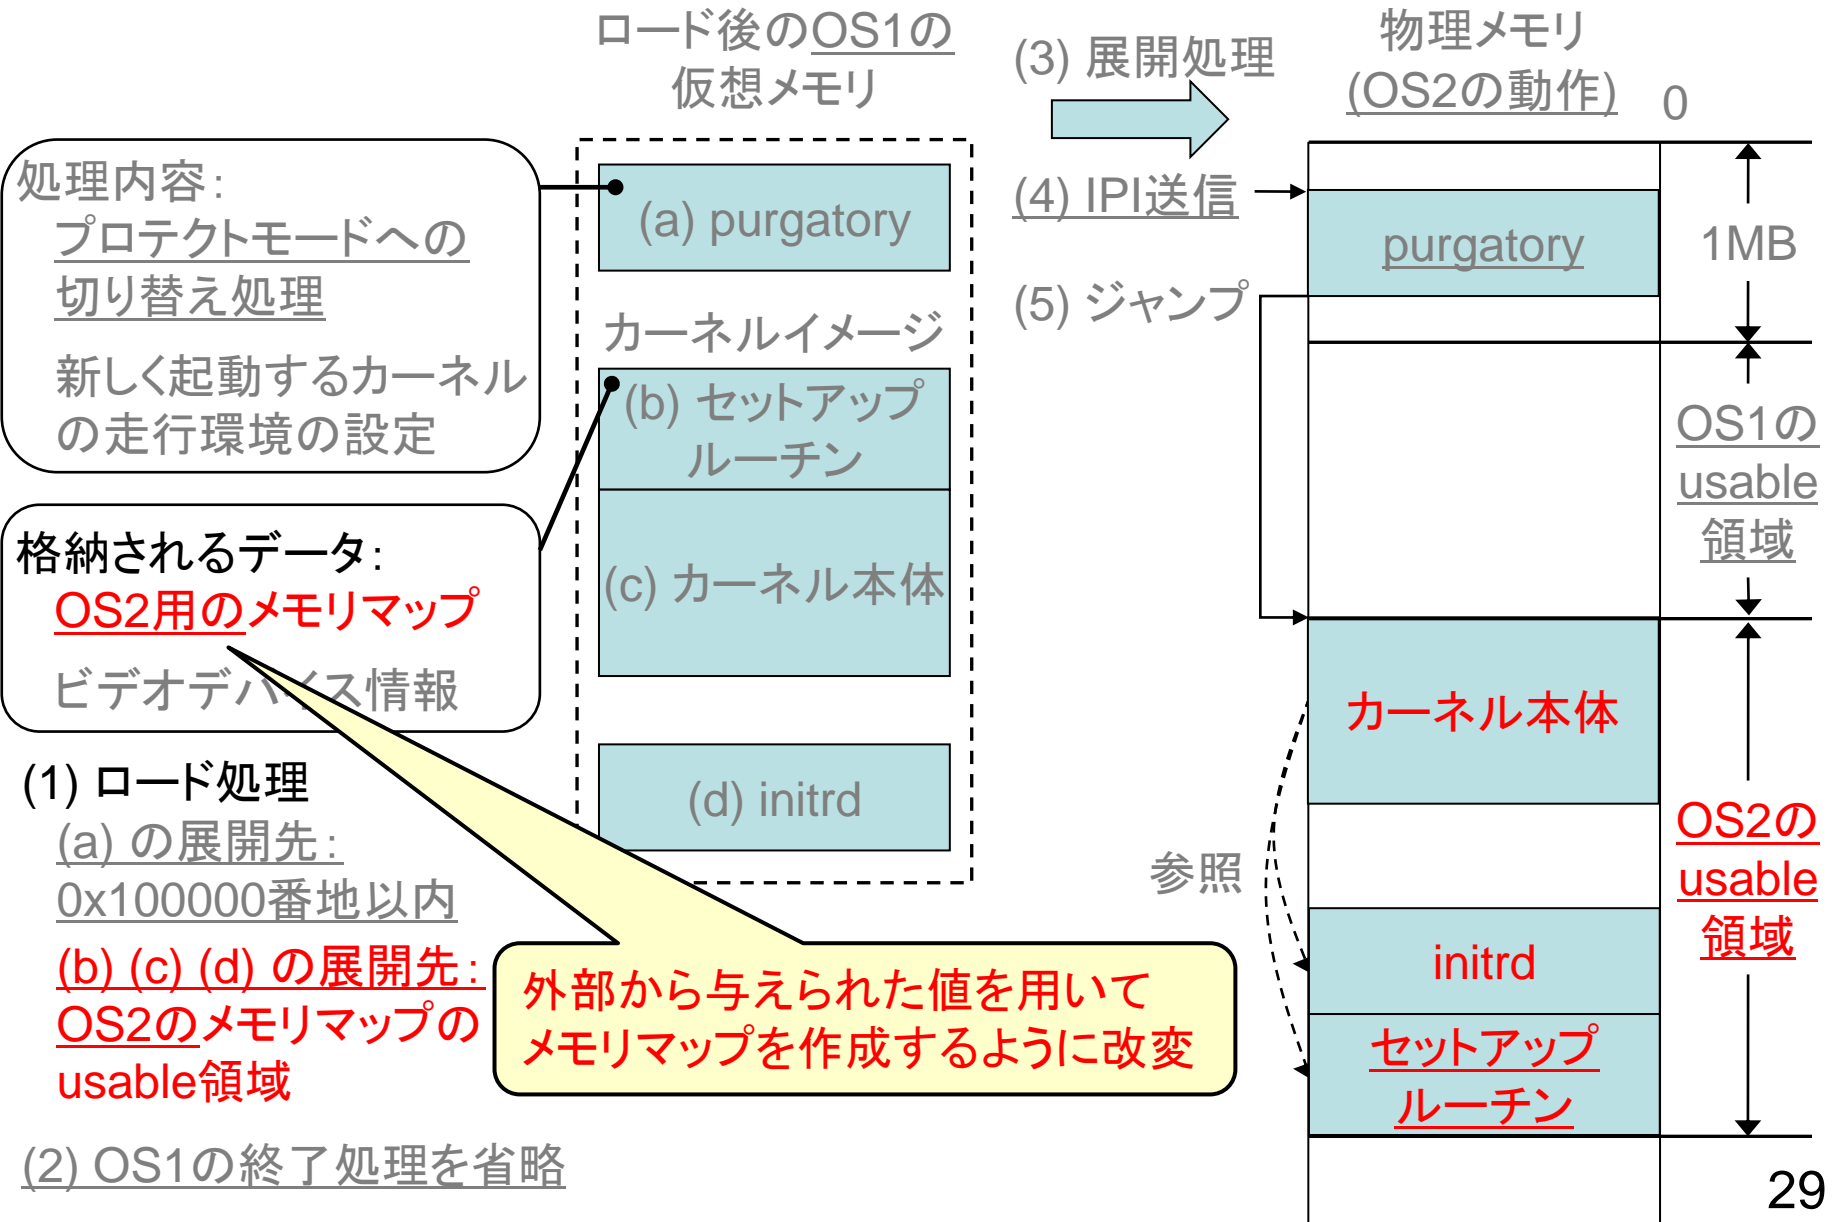 ロード後のOS1の
仮想メモリ
(3) 展開処理
物理メモリ
(OS2の動作)
0
処理内容:
プロテクトモードへの
切り替え処理
新しく起動するカーネル
の走行環境の設定
(a) purgatory
カーネルイメージ
(b) セットアップ
ルーチン
(c) カーネル本体
(d) initrd
(4) IPI送信
(5) ジャンプ
purgatory
1MB
OS1の
usable
領域
格納されるデータ:
OS2用のメモリマップ
ビデオデバイス情報
(1) ロード処理
(a) の展開先:
0x100000番地以内
(b) (c) (d) の展開先:
OS2のメモリマップの
usable領域
(2) OS1の終了処理を省略
外部から与えられた値を用いて
メモリマップを作成するように改変
カーネル本体
参照
initrd
セットアップ
ルーチン
OS2の
usable
領域
29